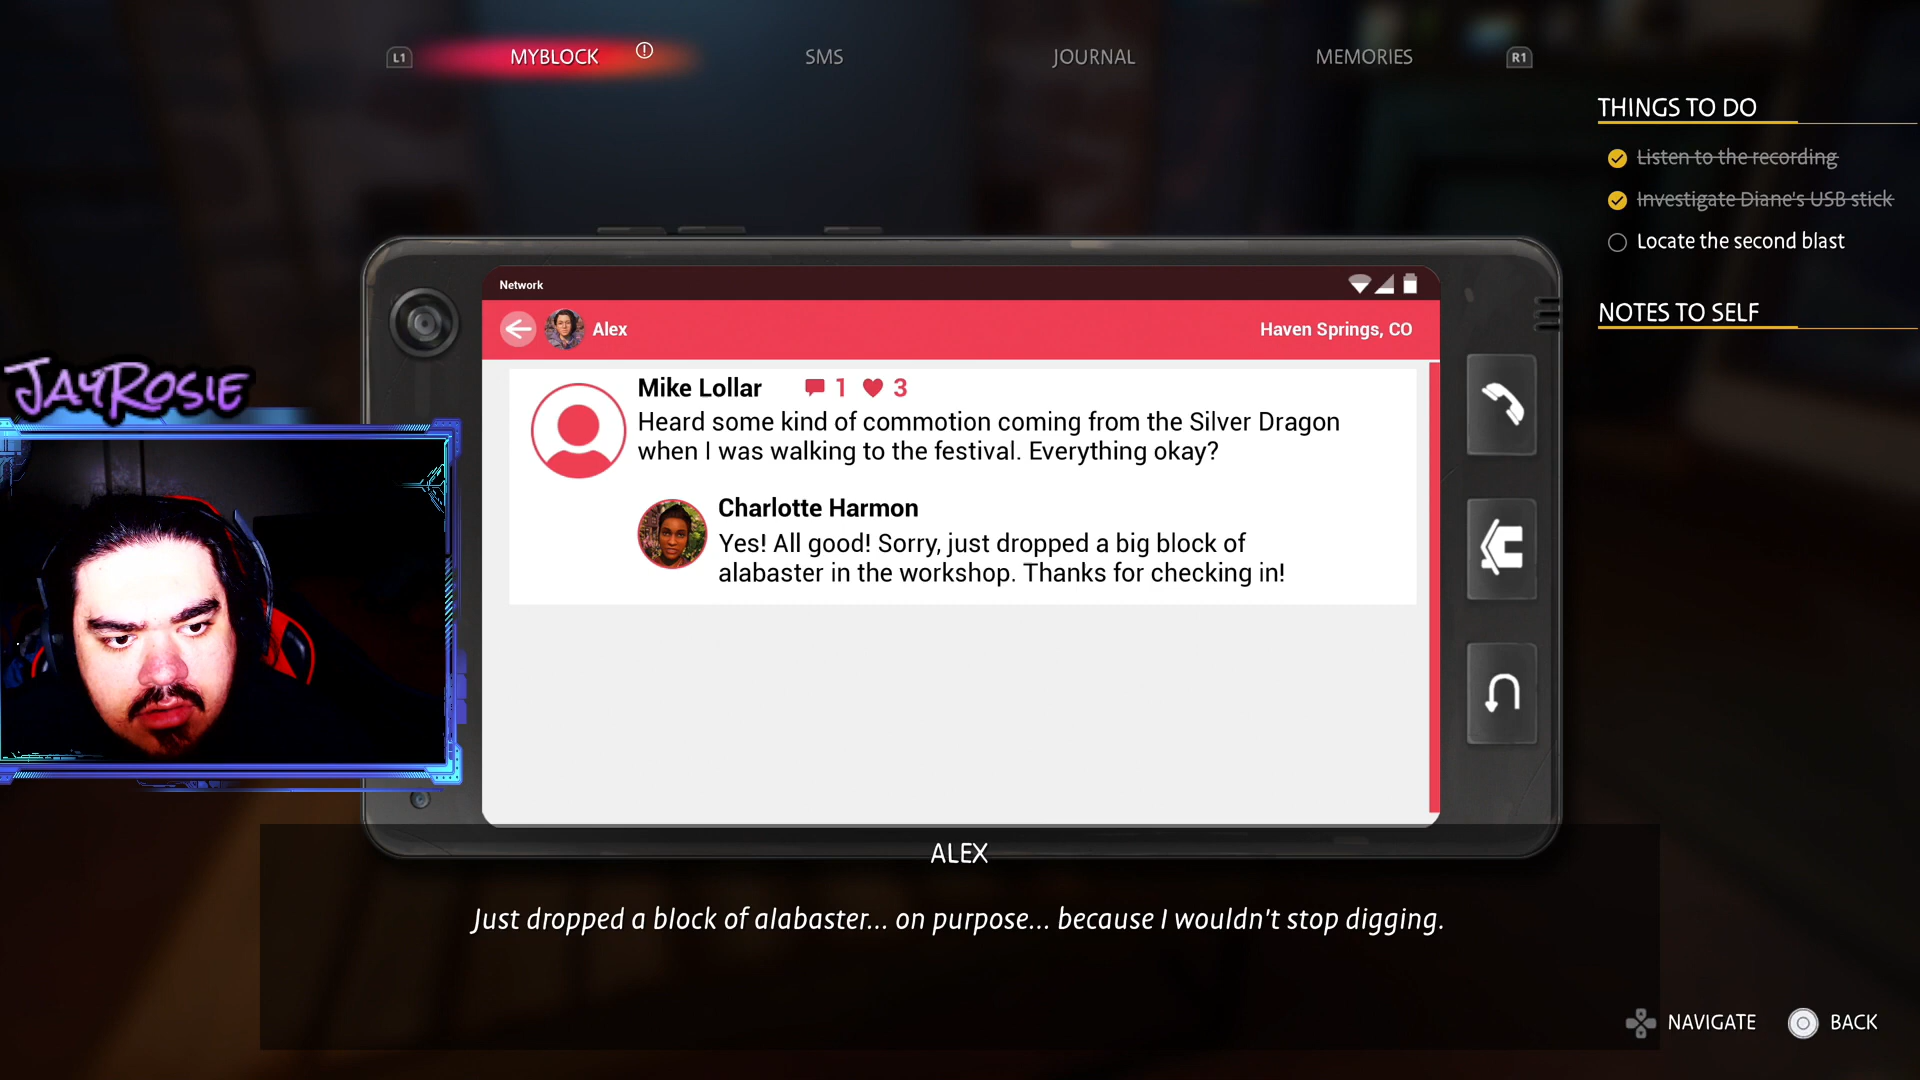 L1
MYBLOCK
SMS
JOURNAL
MEMORIES
R1
THINGS TO DO
Listen to the recording
Investigate Diane's USB stick
Locate the second blast
NOTES TO SELF
Network
Alex
Haven Springs, CO
Mike Lollar 1 3
Heard some kind of commotion coming from the Silver Dragon
when I was walking to the festival. Everything okay?
Charlotte Harmon
Yes! All good! Sorry, just dropped a big block of
alabaster in the workshop. Thanks for checking in!
JAYROSIE
ALEX
Just dropped a block of alabaster... on purpose... because I wouldn't stop digging.
NAVIGATE
BACK